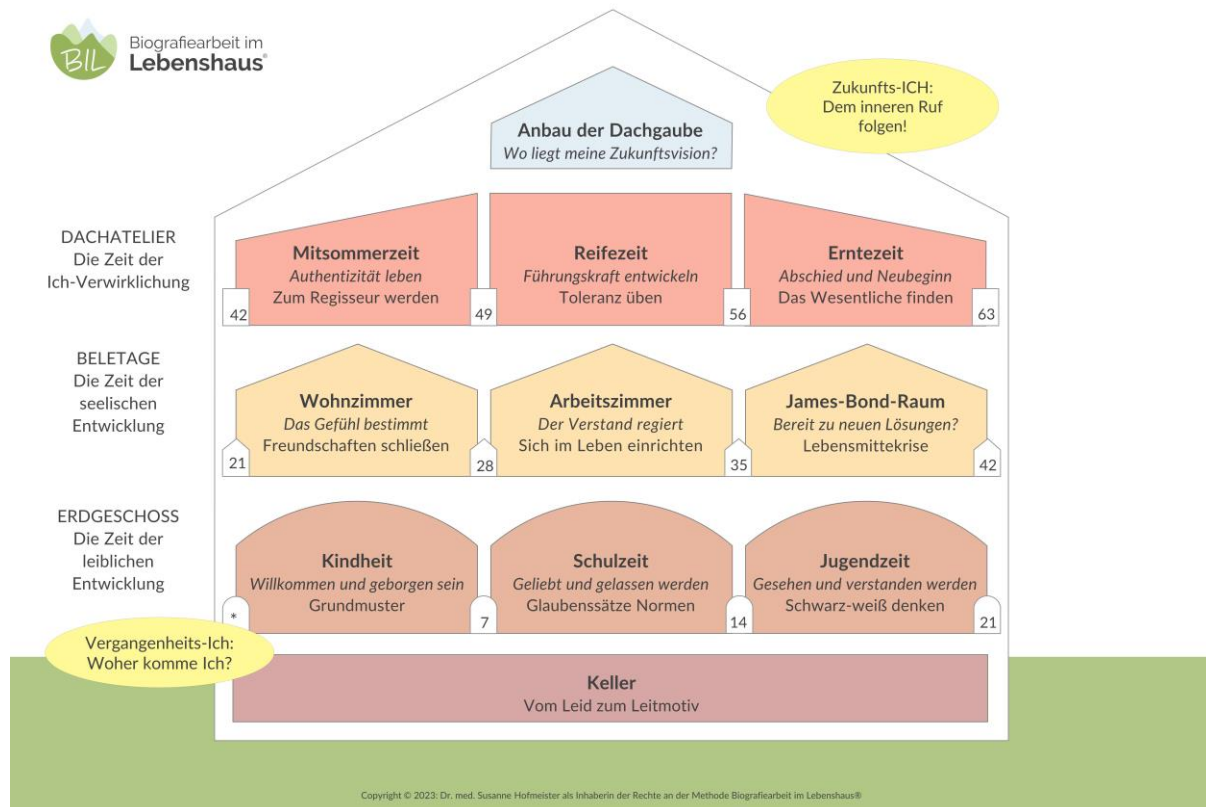 BIL
Biografiearbeit im
Lebenshaus®
Zukunfts-ICH:
Dem inneren Ruf
folgen!
Anbau der Dachgaube
Wo liegt meine Zukunftsvision?
DACHATELIER
Die Zeit der
Ich-Verwirklichung
Mitsommerzeit
Authentizität leben
Zum Regisseur werden
Reifezeit
Führungskraft entwickeln
Toleranz üben
Erntezeit
Abschied und Neubeginn
Das Wesentliche finden
42
49
56
63
BELETAGE
Die Zeit der
seelischen
Entwicklung
Wohnzimmer
Das Gefühl bestimmt
Freundschaften schließen
Arbeitszimmer
Der Verstand regiert
Sich im Leben einrichten
James-Bond-Raum
Bereit zu neuen Lösungen?
Lebensmittekrise
21
28
35
42
ERDGESCHOSS
Die Zeit der
leiblichen
Entwicklung
Kindheit
Willkommen und geborgen sein
Grundmuster
Schulzeit
Geliebt und gelassen werden
Glaubenssätze Normen
Jugendzeit
Gesehen und verstanden werden
Schwarz-weiß denken
*
7
14
21
Vergangenheits-Ich:
Woher komme Ich?
Keller
Vom Leid zum Leitmotiv
Copyright © 2023: Dr. med. Susanne Hofmeister als Inhaberin der Rechte an der Methode Biografiearbeit im Lebenshaus®